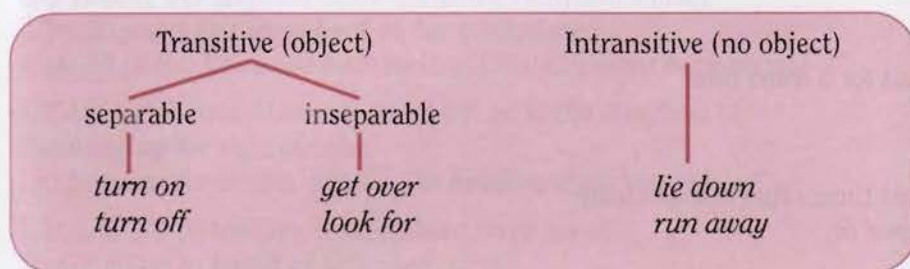 Transitive (object) Intransitive (no object)
separable inseparable
turn on get over lie down
turn off look for run away